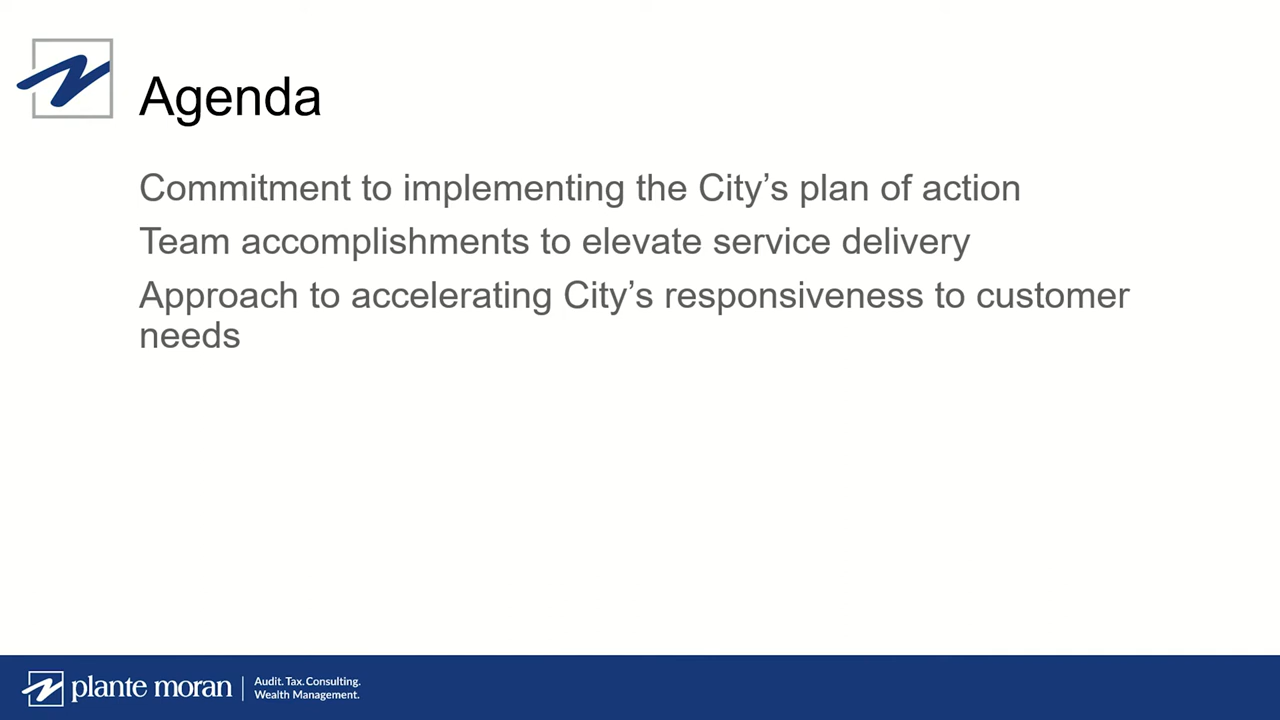 Agenda
Commitment to implementing the City’s plan of action
Team accomplishments to elevate service delivery
Approach to accelerating City’s responsiveness to customer
needs
plante moran
Audit. Tax. Consulting.
Wealth Management.